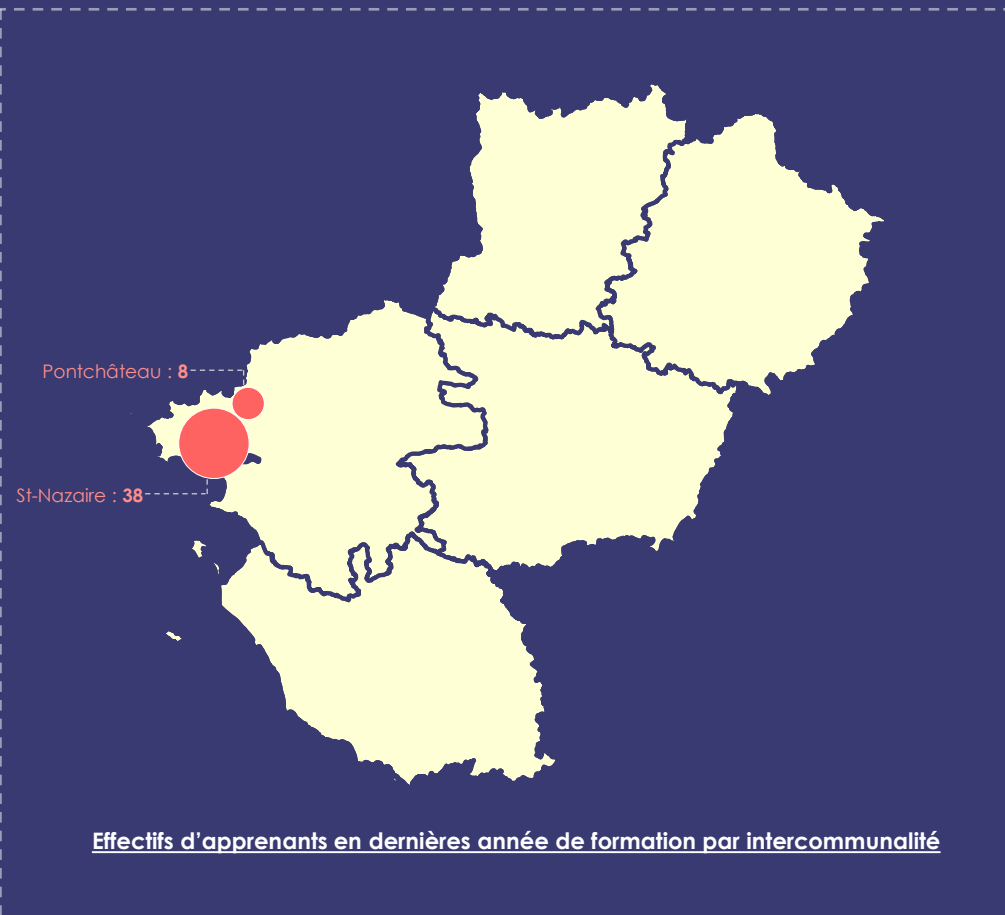 Pontchâteau : 8
St-Nazaire : 38
Effectifs d’apprenants en dernières année de formation par intercommunalité